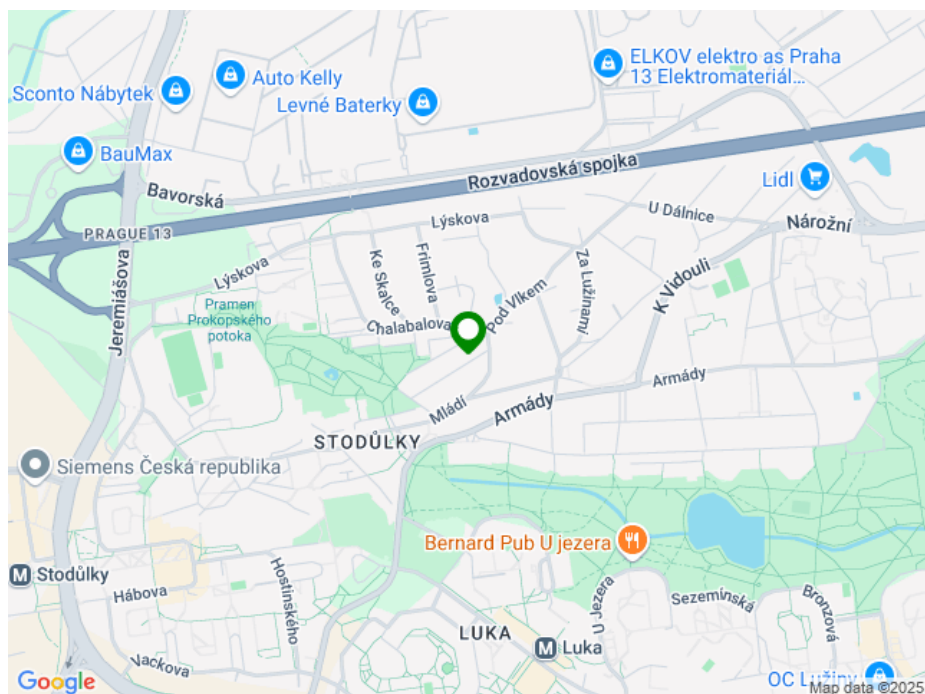 ELKOV elektro as Praha
13 Elektromateriál...
Auto Kelly
Sconto Nábytek
Levné Baterky
BauMax
Rozvadovská spojka
Lidl
Bavorská
U Dálnice
Lýskova
Nárožní
PRAGUE 13
Ke Skalce
Frimlova
Za Lužinami
Lýskova
K Vidouli
Jeremiášova
Pramen
Prokopského
potoka
Pod Vlkem
Chalabalova
Armády
Mládí
Armády
STODŮLKY
Siemens Česká republika
Bernard Pub U jezera
Stodůlky
Hábova
Hostinského
U Jezera
Sezemínská
Bronzová
LUKA
Luka
Vackova
OC Lužiny
Google
Map data ©2025